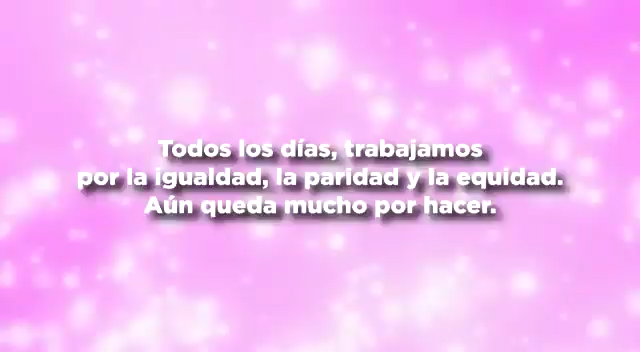 Todos los días, trabajamos
por la igualdad, la paridad y la equidad.
Aún queda mucho por hacer.